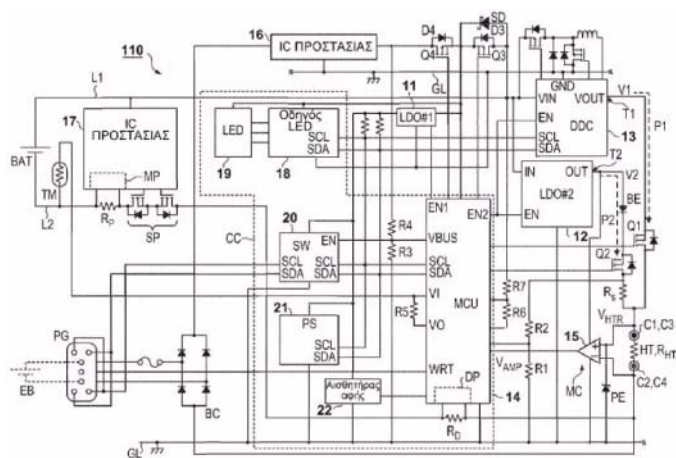 110
16
IC ΠΡΟΣΤΑΣΙΑΣ
D4
Q4
SD
D3
Q3
GL
L1
17
IC
ΠΡΟΣΤΑΣΙΑΣ
MP
BAT
TM
L2
RP
SP
LED
19
Οδηγός
LED
SCL
SDA
18
11
LDO#1
GND
VIN
VOUT
EN
DDC
SCL
SDA
13
V1
T1
P1
T2
IN
OUT
LDO#2
EN
12
V2
P2
BE
Q1
Q2
RS
CC
20
SW
EN
SCL
SDA
SCL
SDA
R4
R3
EN1
EN2
VBUS
SCL
SDA
VI
VO
MCU
WRT
DP
14
R5
R7
R6
R2
R1
21
PS
SCL
SDA
PG
EB
BC
Αισθητήρας
αφής
22
RD
VAMP
15
MC
VHTR
C1,C3
HT,RHT
C2,C4
PE
GL